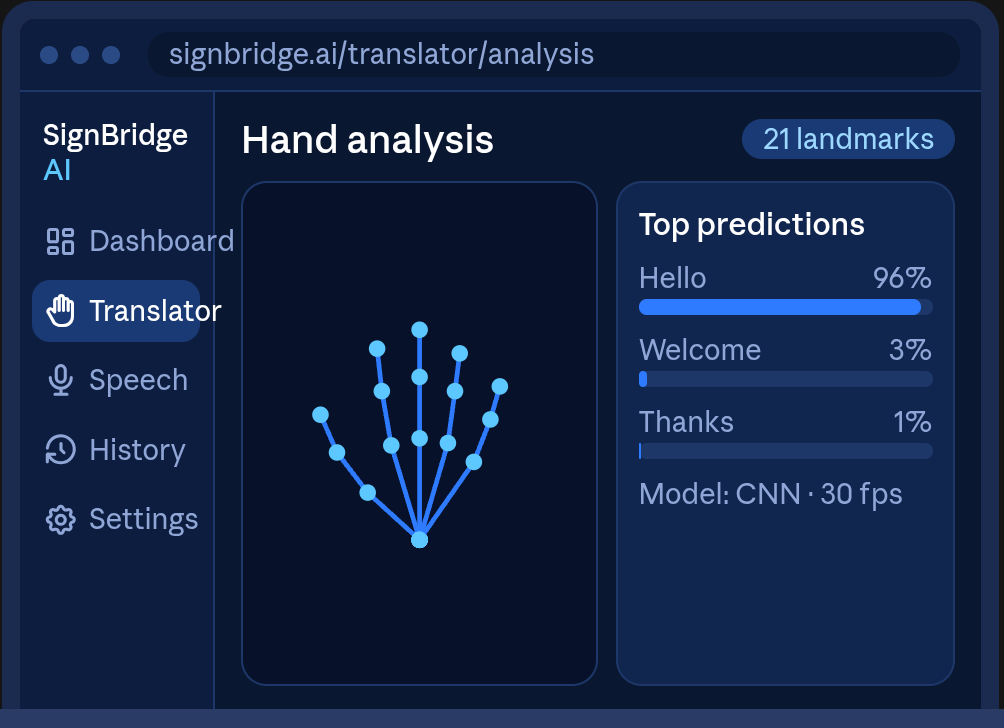 signbridge.ai/translator/analysis
SignBridge
AI
Dashboard
Translator
Speech
History
Settings
Hand analysis
21 landmarks
Top predictions
Hello 96%
Welcome 3%
Thanks 1%
Model: CNN · 30 fps